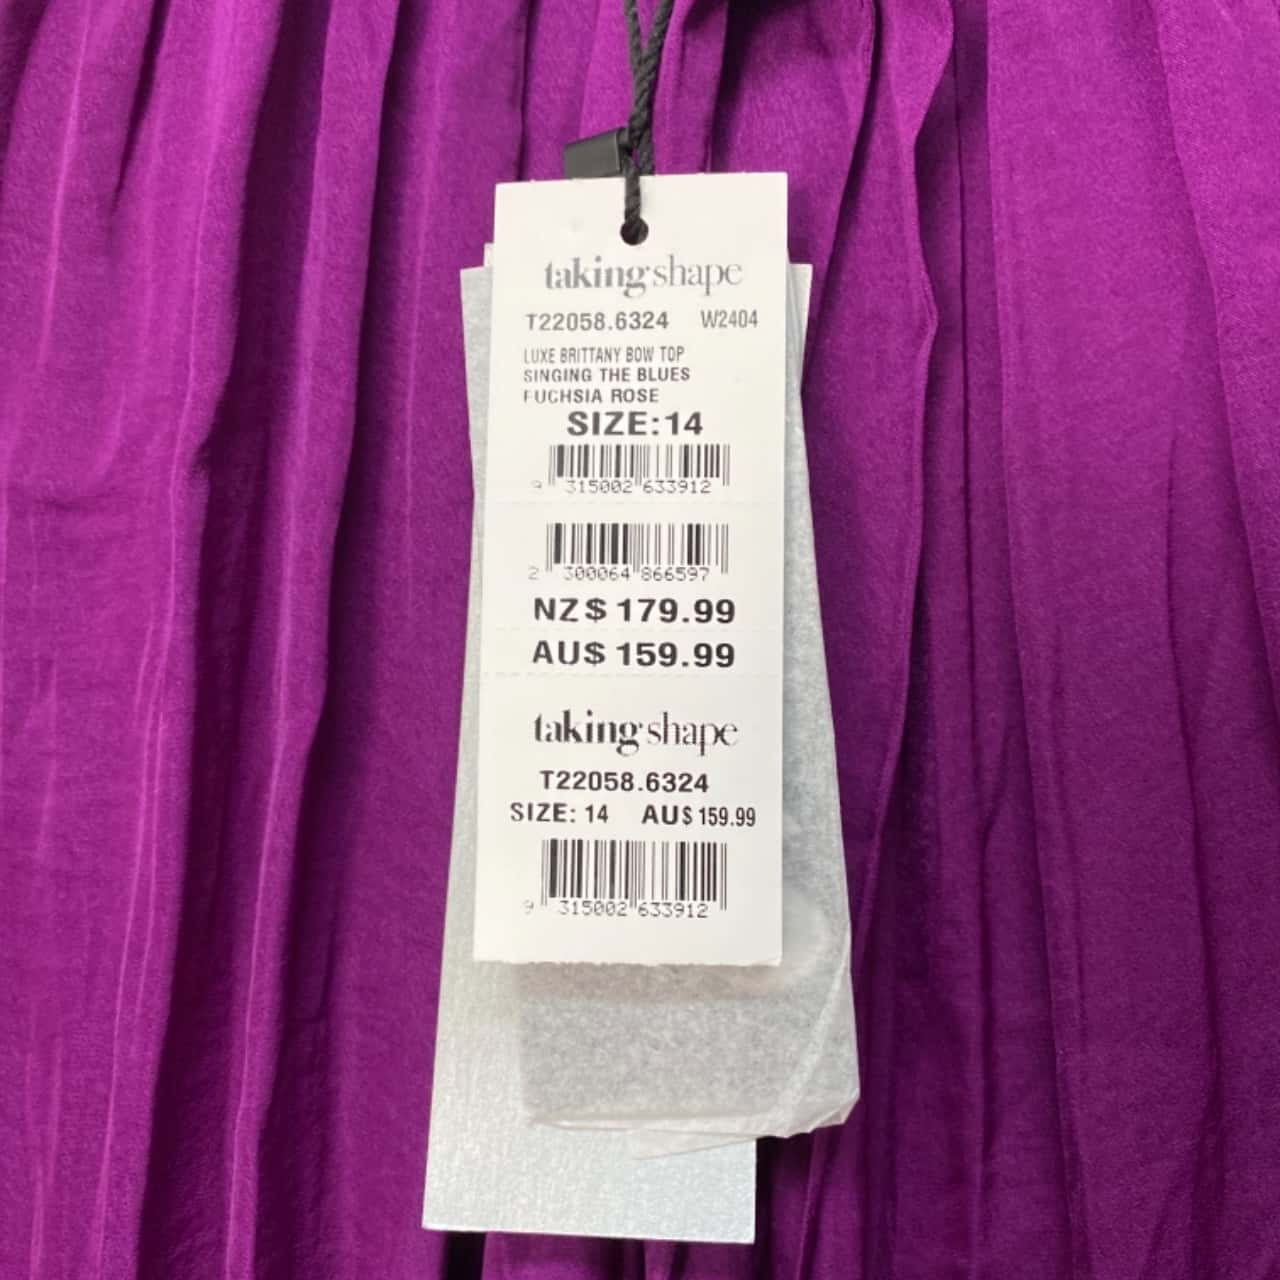 taking shape
T22058.6324 W2404
LUXE BRITTANY BOW TOP
SINGING THE BLUES
FUCHSIA ROSE
SIZE:14
9 315002 633912
2 300064 866597
NZ$ 179.99
AU$ 159.99
taking shape
T22058.6324
SIZE: 14 AU$ 159.99
9 315002 633912